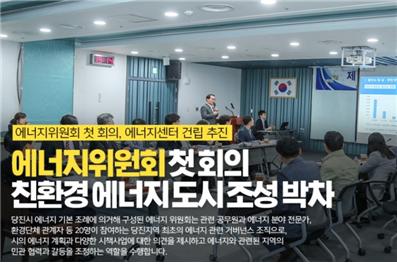 제
에너지위원회 첫 회의, 에너지센터 건립 추진
에너지위원회 첫 회의
친환경 에너지 도시 조성 박차
당진시 에너지 기본 조례에 의거해 구성된 에너지 위원회는 관련 공무원과 에너지 분야 전문가,
환경단체 관계자 등 20명이 참여하는 당진지역 최초의 에너지 관련 거버넌스 조직으로,
시의 에너지 계획과 다양한 시책사업에 대한 의견을 제시하고 에너지와 관련된 지역의
민관 협력과 갈등을 조정하는 역할을 수행합니다.